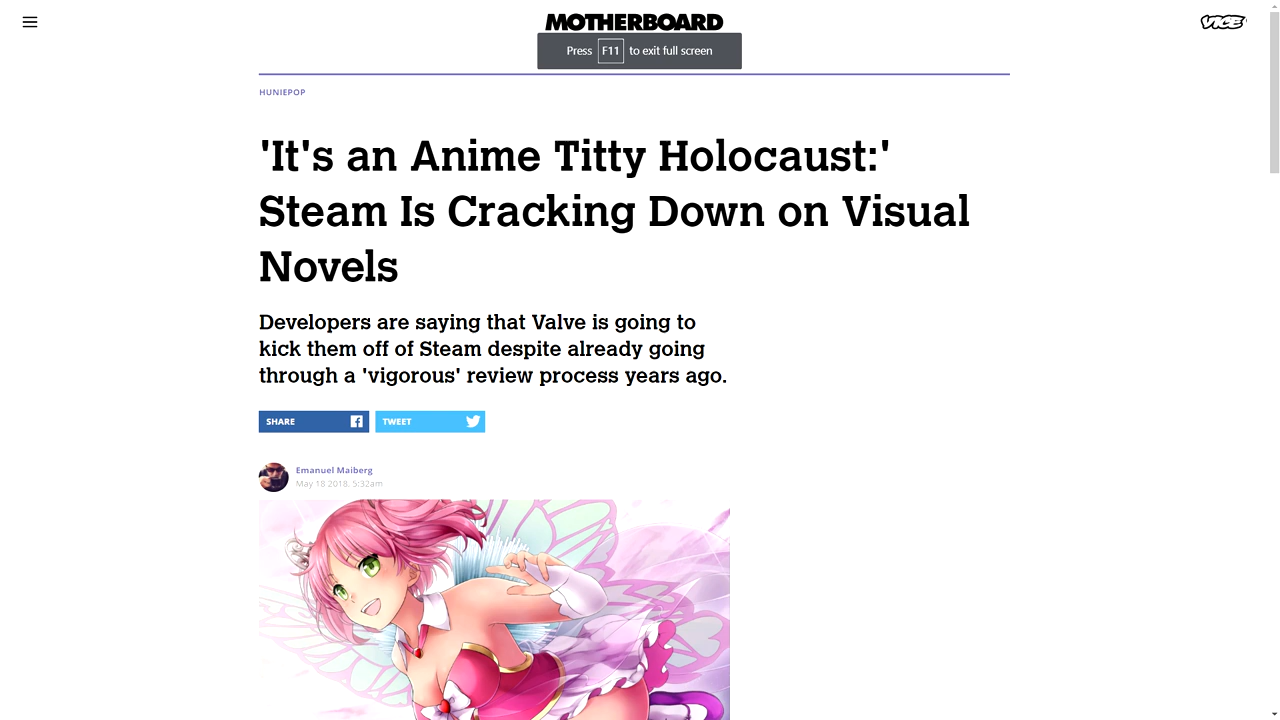 MOTHERBOARD
VICE
Press F11 to exit full screen
HUNIEPOP
'It's an Anime Titty Holocaust:'
Steam Is Cracking Down on Visual
Novels
Developers are saying that Valve is going to
kick them off of Steam despite already going
through a 'vigorous' review process years ago.
SHARE
TWEET
Emanuel Maiberg
May 18 2018, 5:32am